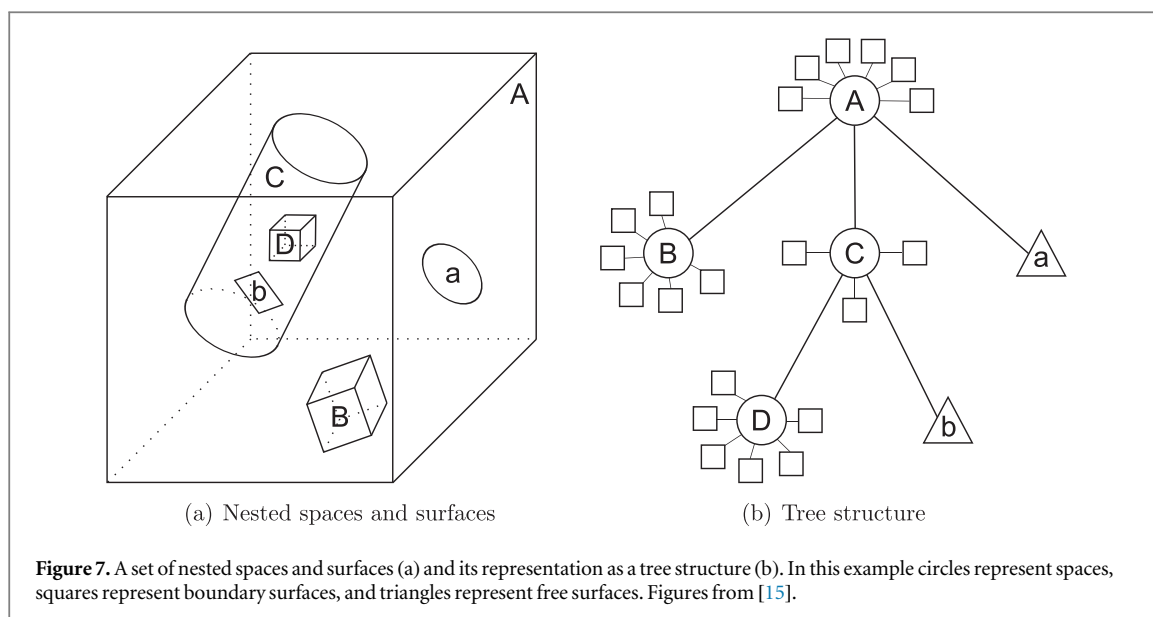 A
C
D
b
a
B
A
B
C
a
D
b
(a) Nested spaces and surfaces
(b) Tree structure
Figure 7. A set of nested spaces and surfaces (a) and its representation as a tree structure (b). In this example circles represent spaces,
squares represent boundary surfaces, and triangles represent free surfaces. Figures from [15].